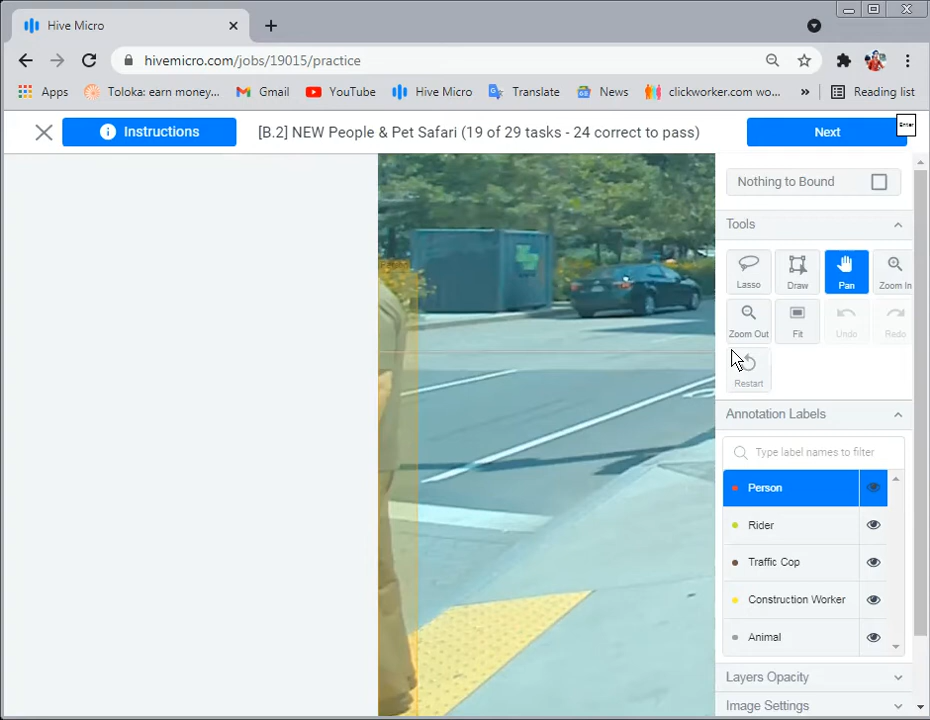 Hive Micro
hivemicro.com/jobs/19015/practice
Apps Toloka: earn money... Gmail YouTube Hive Micro Translate News clickworker.com wo... » Reading list
Instructions [B.2] NEW People & Pet Safari (19 of 29 tasks - 24 correct to pass) Next
Enter
Nothing to Bound
Tools
Lasso Draw Pan Zoom In
Zoom Out Fit Undo Redo
Restart
Annotation Labels
Type label names to filter
Person
Rider
Traffic Cop
Construction Worker
Animal
Layers Opacity
Image Settings